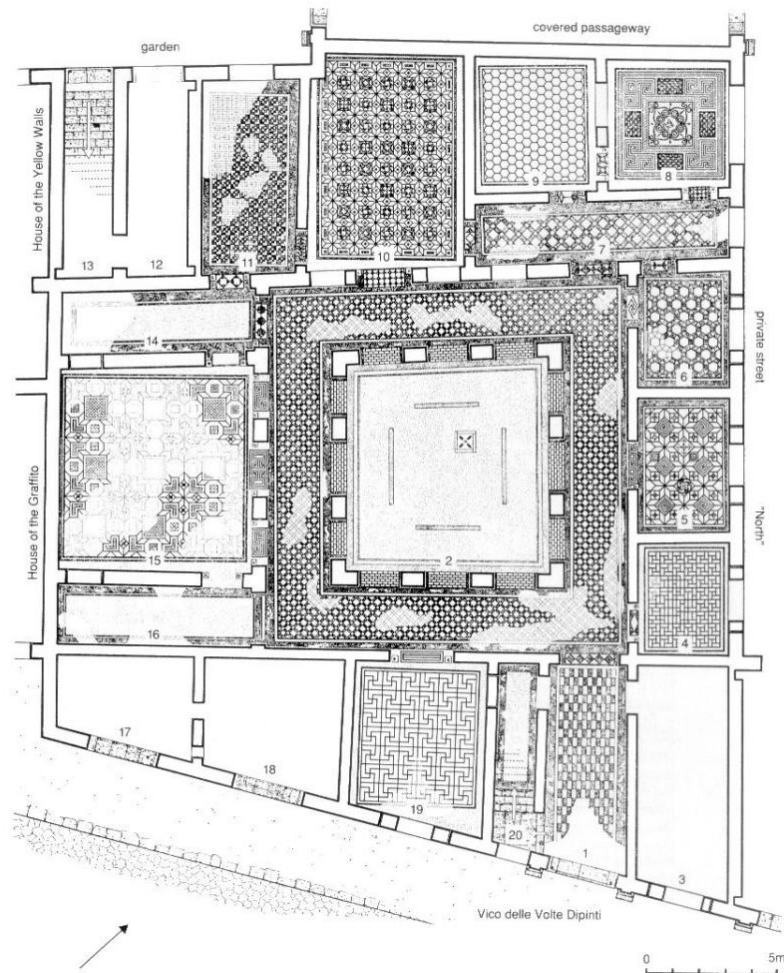 covered passageway
garden
House of the Yellow Walls
9
8
13
12
11
10
7
14
6
private street
House of the Graffito
15
2
5
"North"
16
4
17
18
19
20
1
3
Vico delle Volte Dipinti
0 5m